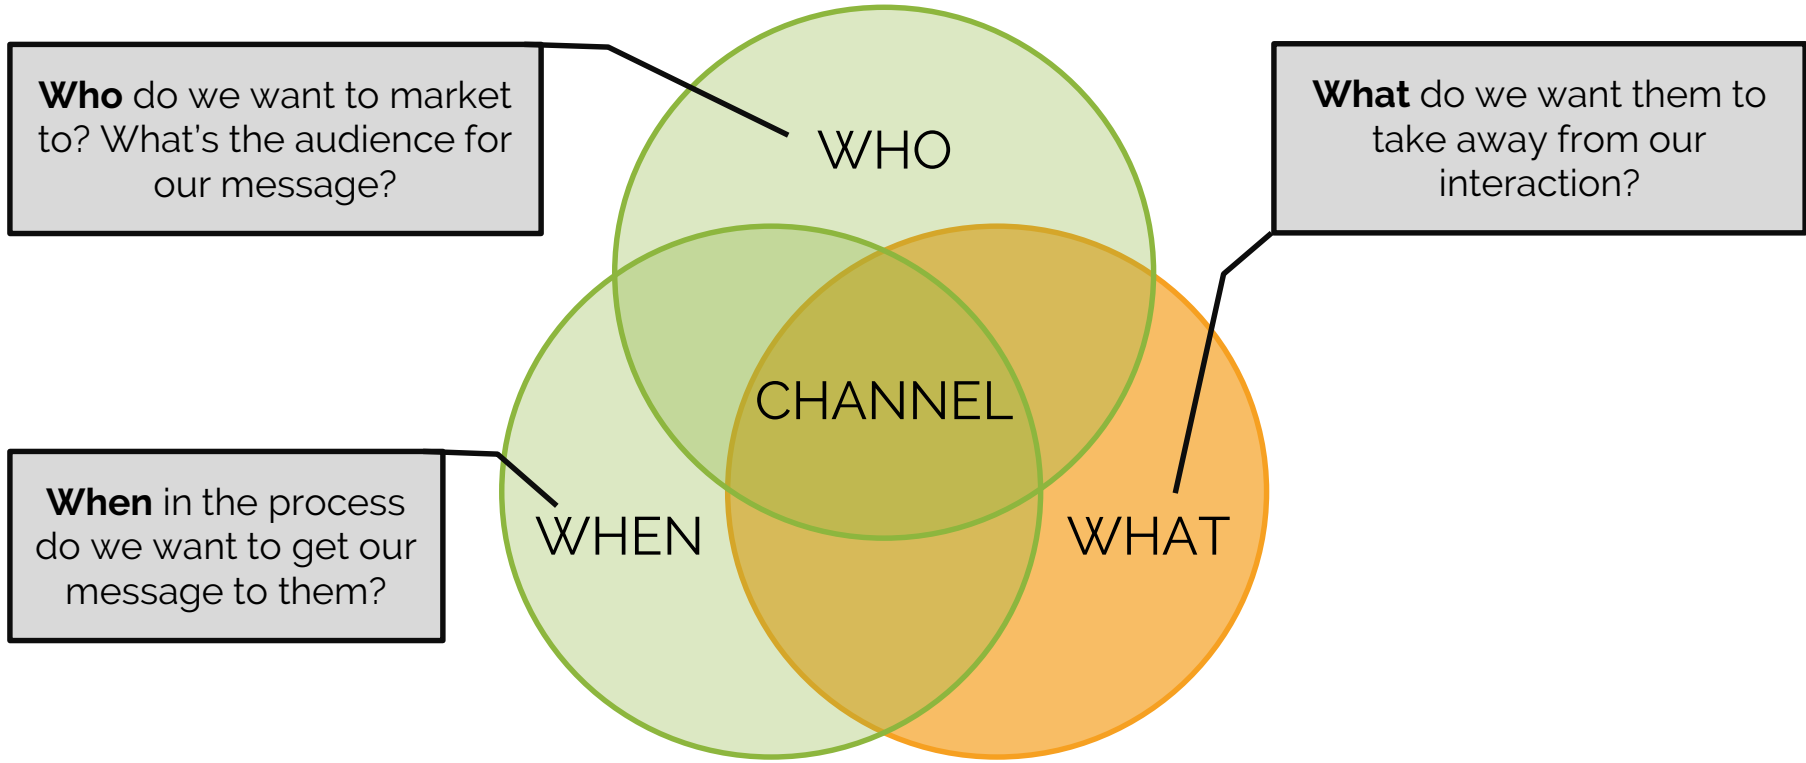 Who do we want to market
to? What's the audience for
our message?
What do we want them to
take away from our
interaction?
WHO
CHANNEL
When in the process
do we want to get our
message to them?
WHEN
WHAT